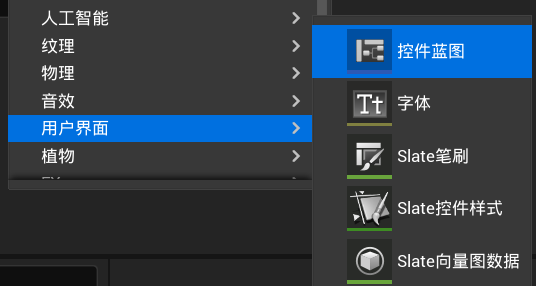 人工智能
纹理
物理
音效
用户界面
植物
控件蓝图
字体
Slate笔刷
Slate控件样式
Slate向量图数据